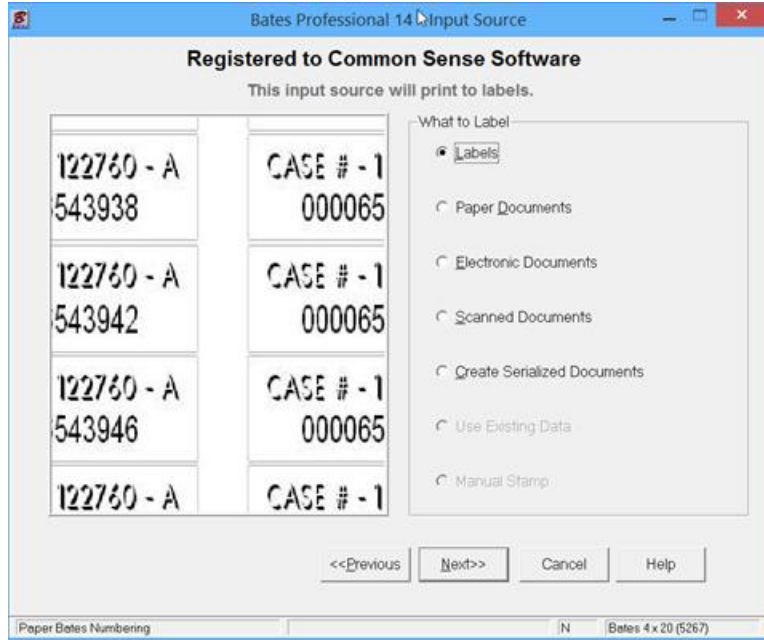 Bates Professional 14 - Input Source
Registered to Common Sense Software
This input source will print to labels.
122760 - A
543938
CASE # - 1
000065
122760 - A
543942
CASE # - 1
000065
122760 - A
543946
CASE # - 1
000065
122760 - A
CASE # - 1
What to Label
Labels
Paper Documents
Electronic Documents
Scanned Documents
Create Serialized Documents
Use Existing Data
Manual Stamp
<<Previous
Next>>
Cancel
Help
Paper Bates Numbering
N
Bates 4 x 20 (5267)